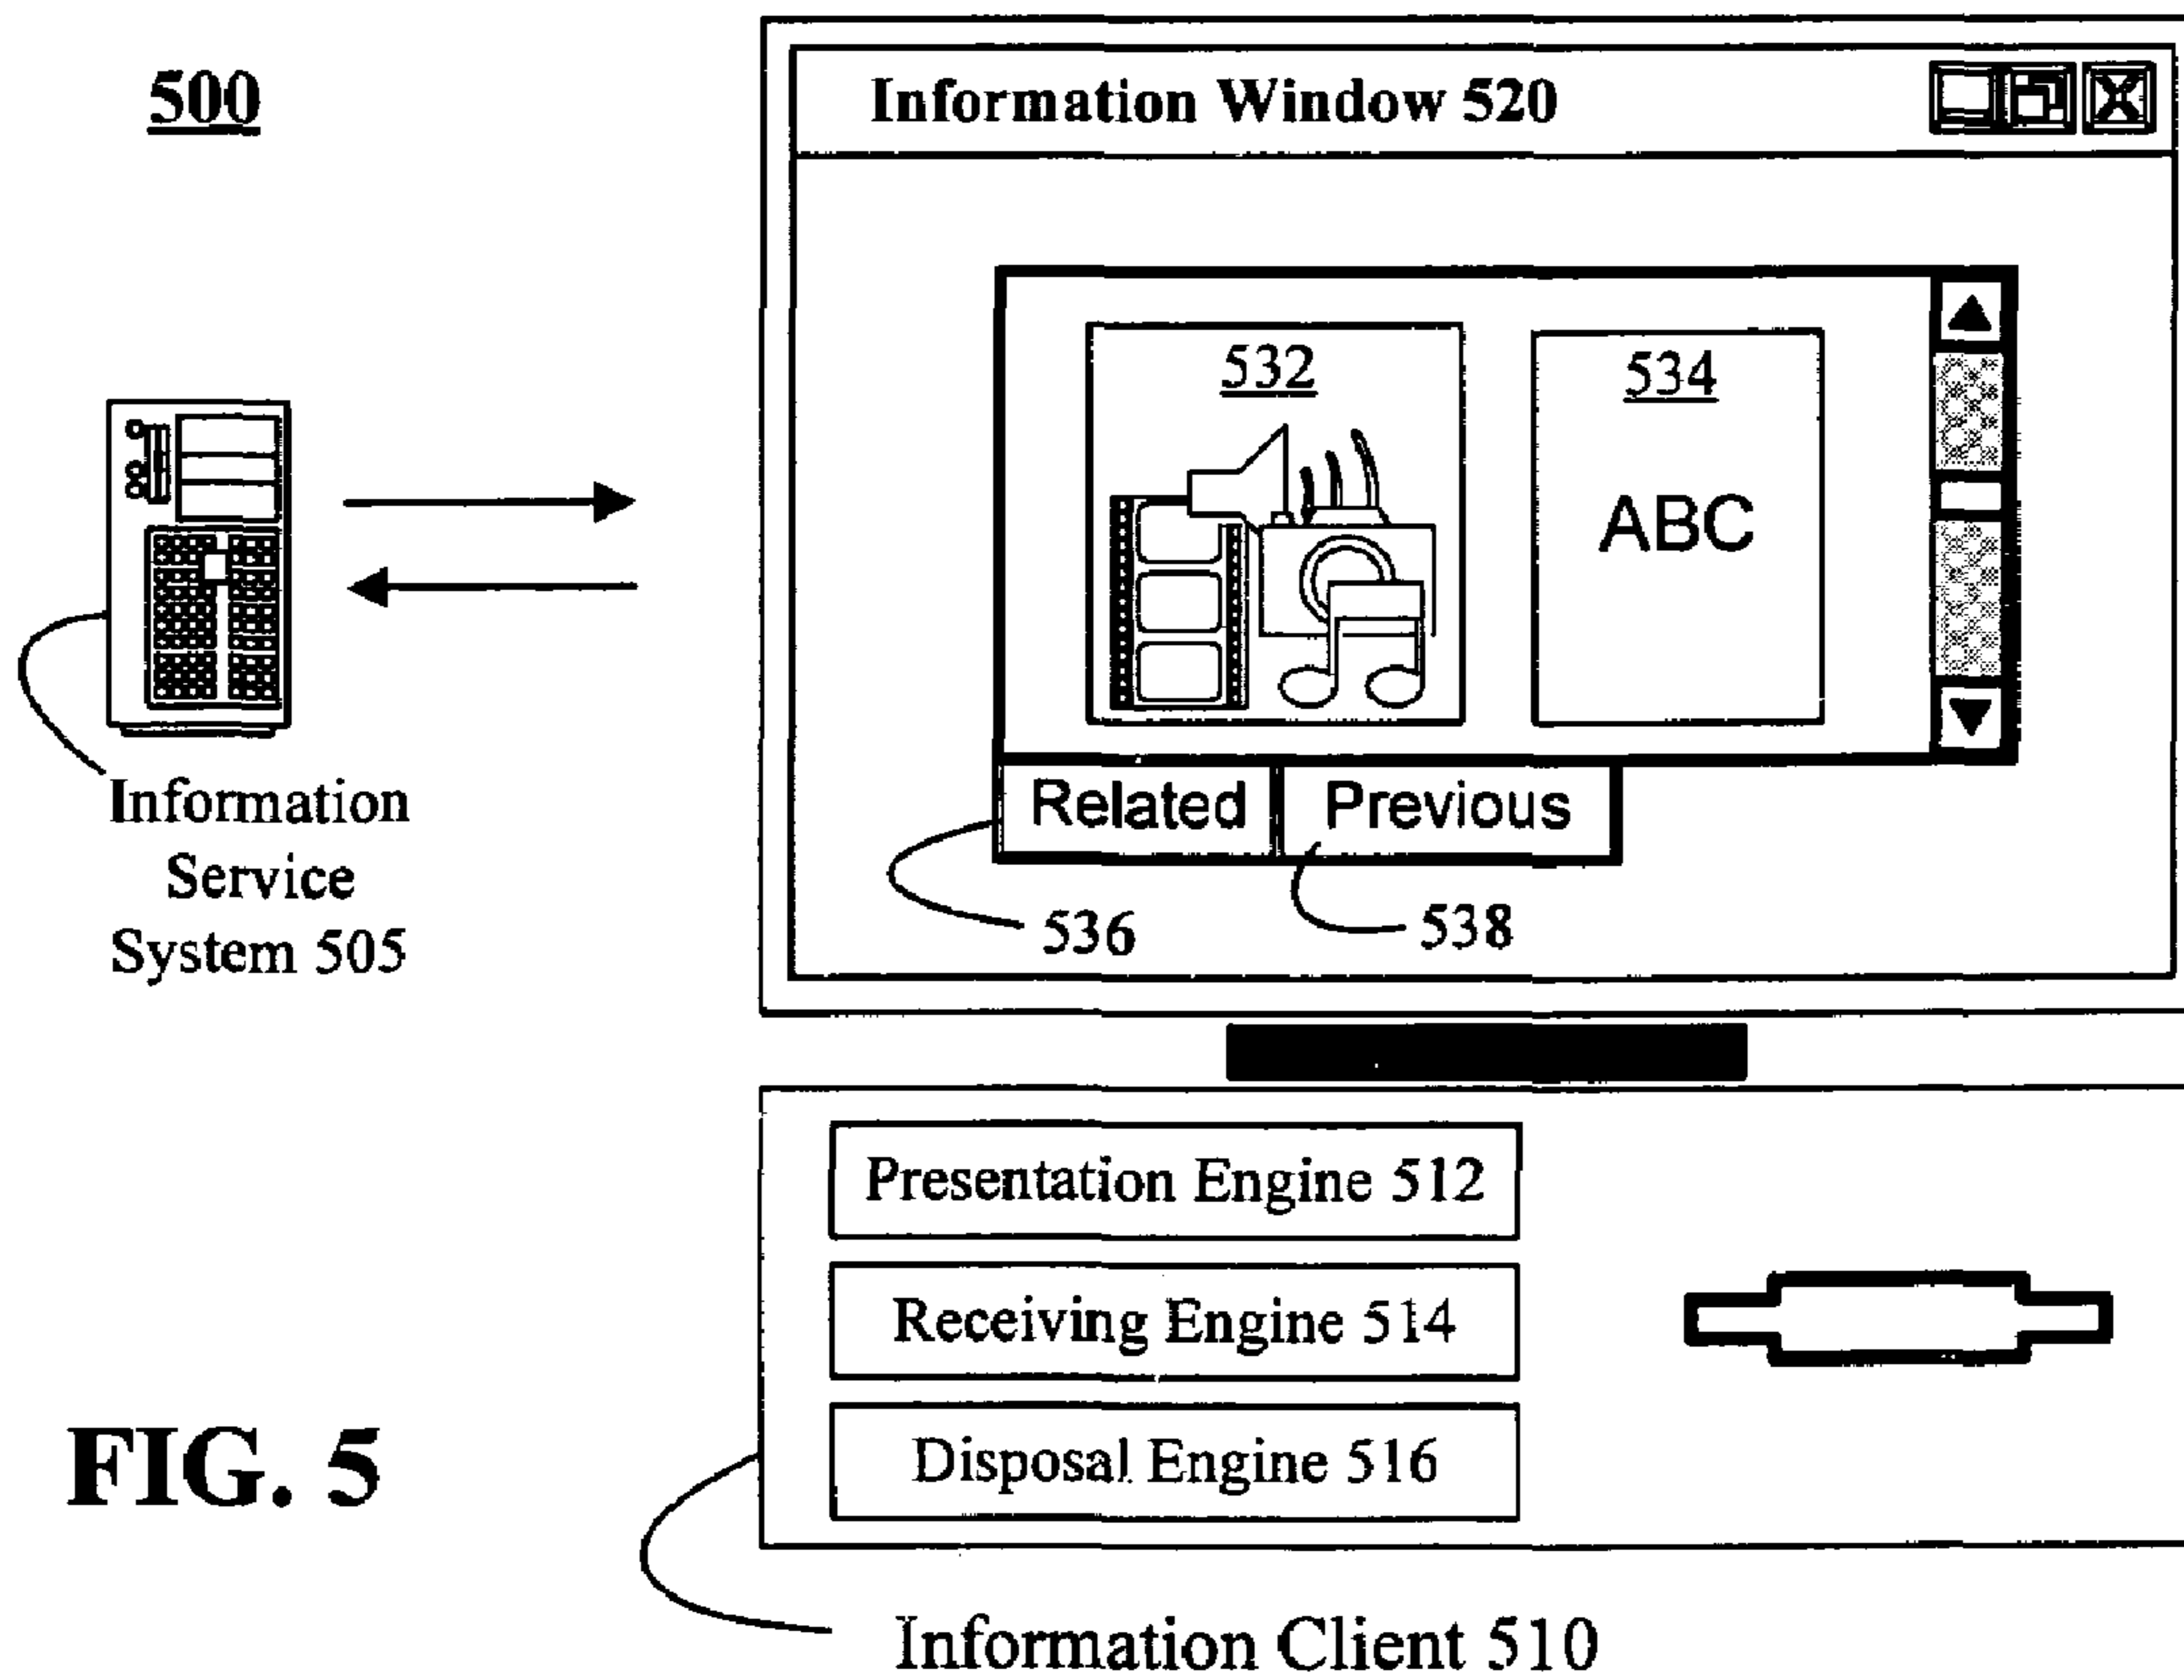 500
Information Window 520
532
534
ABC
Related
Previous
536
538
Information
Service
System 505
Presentation Engine 512
Receiving Engine 514
Disposal Engine 516
FIG. 5
Information Client 510